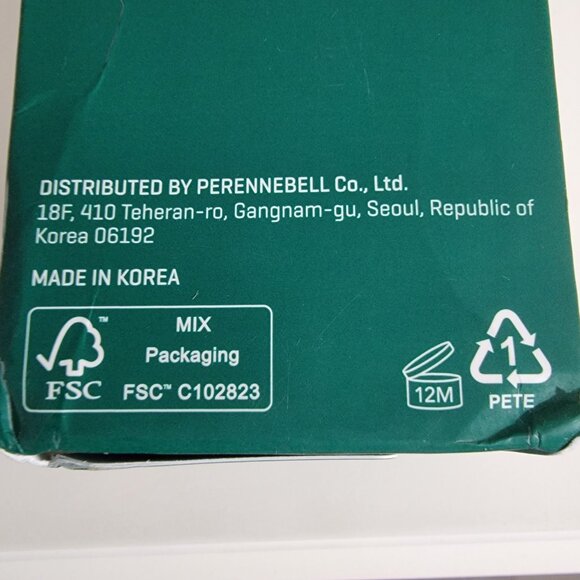 DISTRIBUTED BY PERENNEBELL Co., Ltd.
18F, 410 Teheran-ro, Gangnam-gu, Seoul, Republic of
Korea 06192
MADE IN KOREA
™
FSC
MIX
Packaging
FSC™ C102823
12M
1
PETE